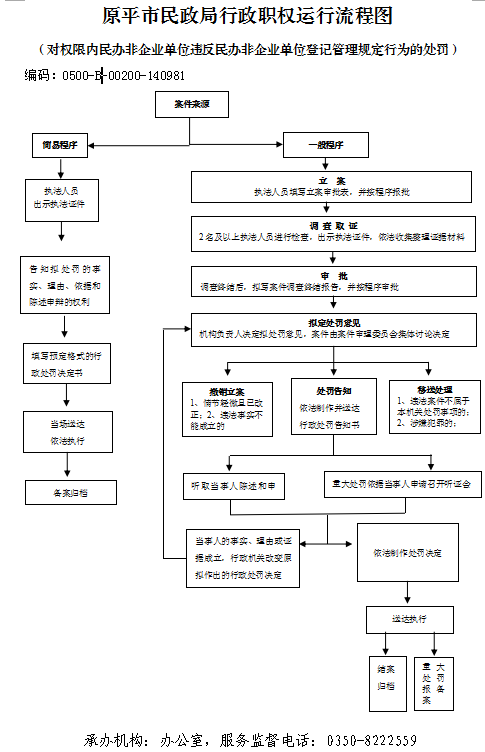 原平市民政局行政职权运行流程图
（对权限内民办非企业单位违反民办非企业单位登记管理规定行为的处罚）
编码：0500-B-00200-140981
案件来源
简易程序
一般程序
执法人员
出示执法证件
告知拟处罚的事
实、理由、依据和
陈述申辩的权利
填写预定格式的行
政处罚决定书
当场送达
依法执行
备案归档
立 案
执法人员填写立案审批表，并按程序报批
调 查 取 证
2名及以上执法人员进行检查，出示执法证件，依法收集整理证据材料
审 批
调查终结后，拟写案件调查终结报告，并按程序审批
拟定处罚意见
机构负责人决定拟处罚意见，案件由案件审理委员会集体讨论决定
撤销立案
1、情节轻微且已改
正；2、违法事实不
能成立的
处罚告知
依法制作并送达
行政处罚告知书
移送处理
1、违法案件不属于
本机关处罚事项的；
2、涉嫌犯罪的；
听取当事人陈述和申
重大处罚依据当事人申请召开听证会
当事人的事实、理由或证
据成立，行政机关改变原
拟作出的行政处罚决定
依法制作处罚决定
送达执行
结案
归档
重大
处罚
报备
案
承办机构：办公室，服务监督电话：0350-8222559